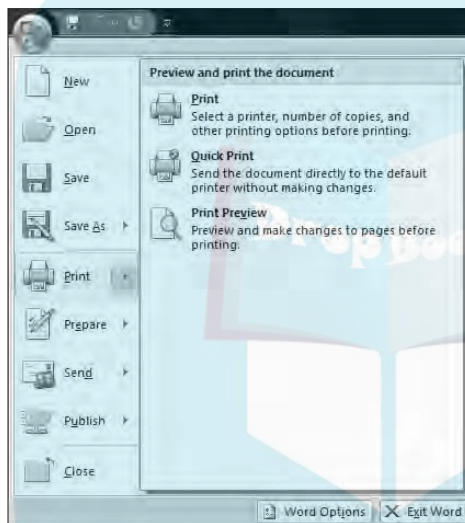 New
Open
Save
Save As
Print
Prepare
Send
Publish
Close
Preview and print the document
Print
Select a printer, number of copies, and
other printing options before printing.
Quick Print
Send the document directly to the default
printer without making changes.
Print Preview
Preview and make changes to pages before
printing.
Word Options
Exit Word